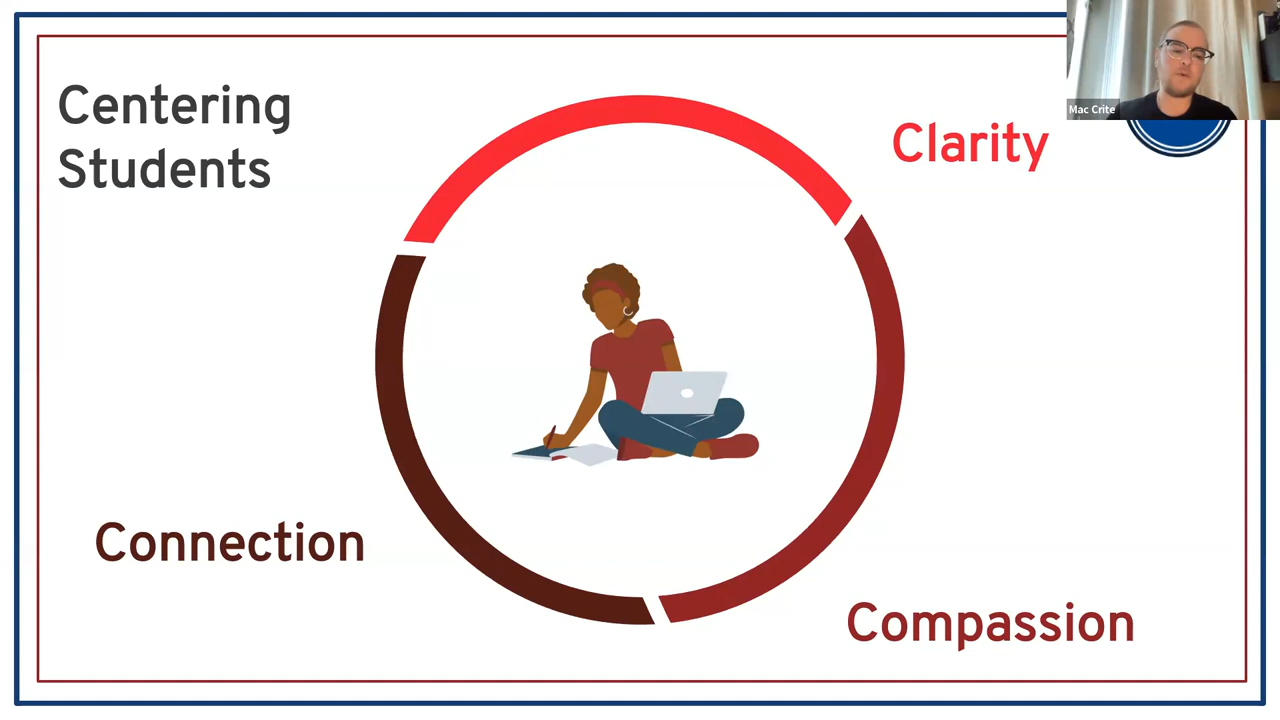 Centering
Students
Clarity
Mac Crite
Connection
Compassion